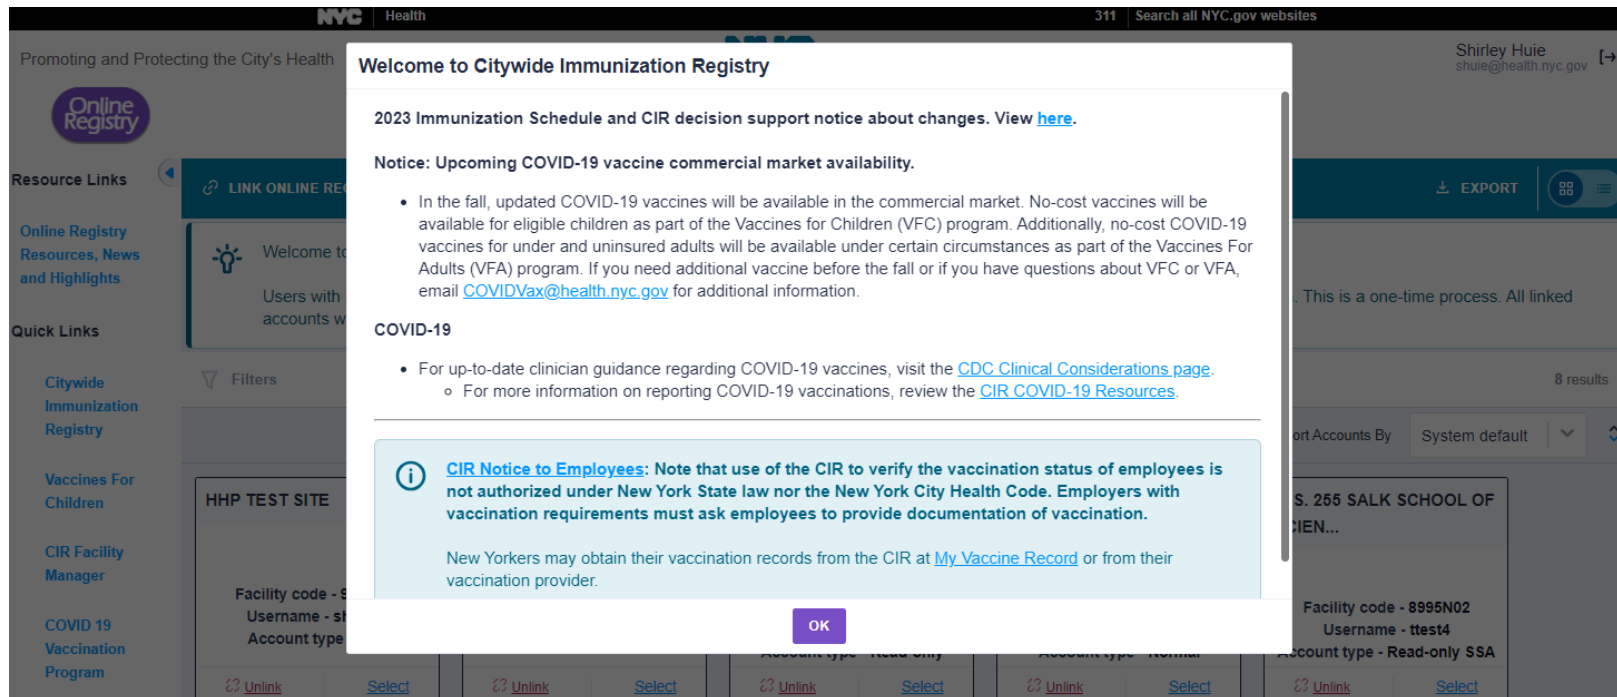 NYC Health 311 Search all NYC.gov websites
Promoting and Protecting the City's Health
Shirley Huie
shuie@health.nyc.gov
Online
Registry
Welcome to Citywide Immunization Registry
2023 Immunization Schedule and CIR decision support notice about changes. View here.
Notice: Upcoming COVID-19 vaccine commercial market availability.
• In the fall, updated COVID-19 vaccines will be available in the commercial market. No-cost vaccines will be
available for eligible children as part of the Vaccines for Children (VFC) program. Additionally, no-cost COVID-19
vaccines for under and uninsured adults will be available under certain circumstances as part of the Vaccines For
Adults (VFA) program. If you need additional vaccine before the fall or if you have questions about VFC or VFA,
email COVIDVax@health.nyc.gov for additional information.
COVID-19
• For up-to-date clinician guidance regarding COVID-19 vaccines, visit the CDC Clinical Considerations page.
○ For more information on reporting COVID-19 vaccinations, review the CIR COVID-19 Resources.
CIR Notice to Employees: Note that use of the CIR to verify the vaccination status of employees is
not authorized under New York State law nor the New York City Health Code. Employers with
vaccination requirements must ask employees to provide documentation of vaccination.
New Yorkers may obtain their vaccination records from the CIR at My Vaccine Record or from their
vaccination provider.
OK
Resource Links
Online Registry
Resources, News
and Highlights
Quick Links
Citywide
Immunization
Registry
Vaccines For
Children
CIR Facility
Manager
COVID 19
Vaccination
Program
LINK ONLINE
EXPORT
Welcome
Users with
accounts
. This is a one-time process. All linked
Filters
8 results
Accounts By System default
HHP TEST SITE
Facility code - 9
Username -
Account type
Unlink Select
Unlink Select
Unlink Select
Unlink Select
S. 255 SALK SCHOOL OF
Facility code - 8995N02
Username - ttest4
Account type - Read-only SSA
Unlink Select